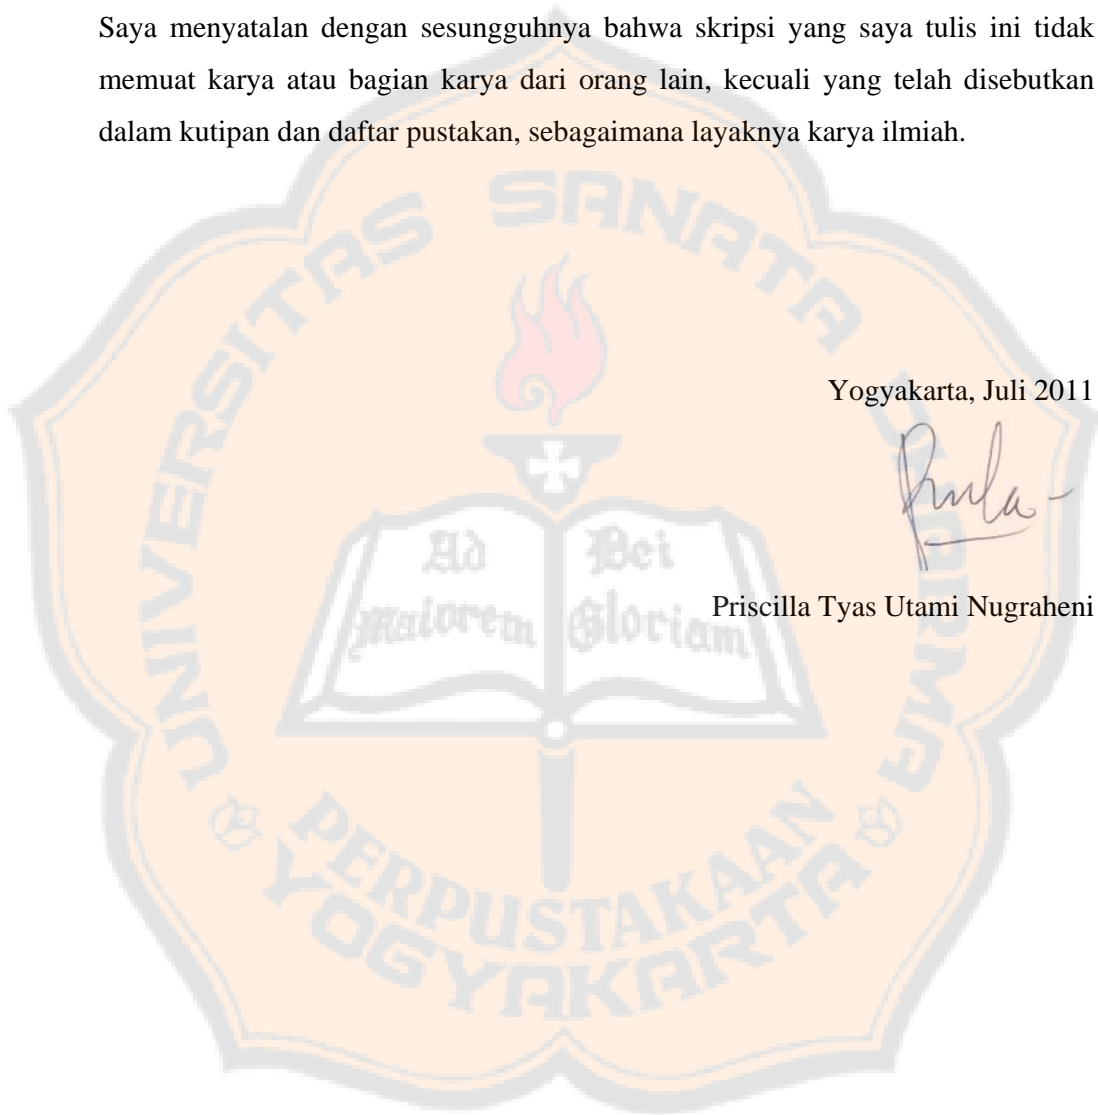 Saya menyatalan dengan sesungguhnya bahwa skripsi yang saya tulis ini tidak
memuat karya atau bagian karya dari orang lain, kecuali yang telah disebutkan
dalam kutipan dan daftar pustakan, sebagaimana layaknya karya ilmiah.
UNIVERSITAS SANATA DHARMA
Yogyakarta, Juli 2011
Ad
Maiorem
Dei
Gloriam
Priscilla Tyas Utami Nugraheni
PERPUSTAKAAN
YOGYAKARTA